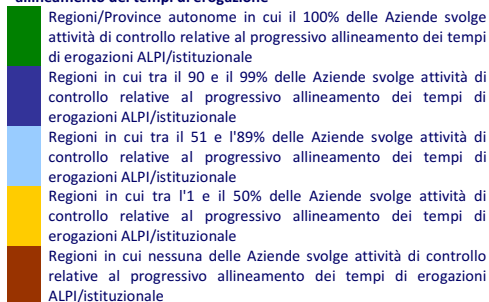 allineamento dei tempi di erogazione
Regioni/Province autonome in cui il 100% delle Aziende svolge
attività di controllo relative al progressivo allineamento dei tempi
di erogazioni ALPI/istituzionale
Regioni in cui tra il 90 e il 99% delle Aziende svolge attività di
controllo relative al progressivo allineamento dei tempi di
erogazioni ALPI/istituzionale
Regioni in cui tra il 51 e l'89% delle Aziende svolge attività di
controllo relative al progressivo allineamento dei tempi di
erogazioni ALPI/istituzionale
Regioni in cui tra l'1 e il 50% delle Aziende svolge attività di
controllo relative al progressivo allineamento dei tempi di
erogazioni ALPI/istituzionale
Regioni in cui nessuna delle Aziende svolge attività di controllo
relative al progressivo allineamento dei tempi di erogazioni
ALPI/istituzionale